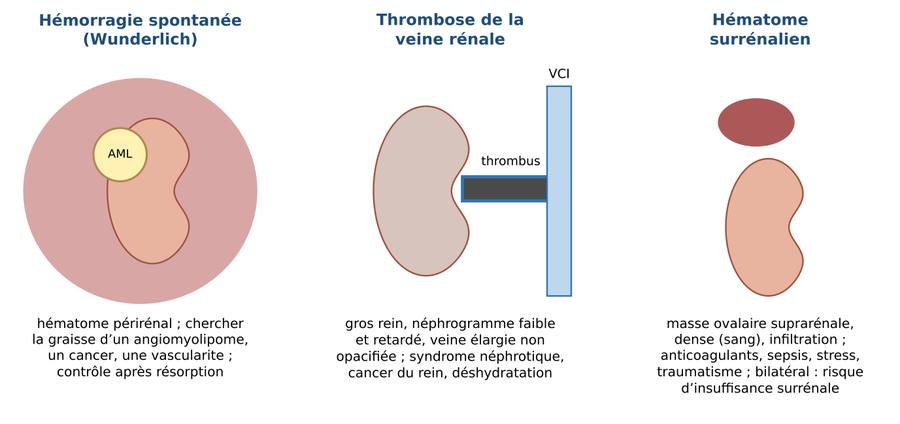 Hémorragie spontanée
(Wunderlich)
Thrombose de la
veine rénale
Hématome
surrénalien
VCI
AML
thrombus
hématome périrénal ; chercher
la graisse d’un angiomyolipome,
un cancer, une vascularite ;
contrôle après résorption
gros rein, néphrogramme faible
et retardé, veine élargie non
opacifiée ; syndrome néphrotique,
cancer du rein, déshydratation
masse ovalaire suprarénale,
dense (sang), infiltration ;
anticoagulants, sepsis, stress,
traumatisme ; bilatéral : risque
d’insuffisance surrénale